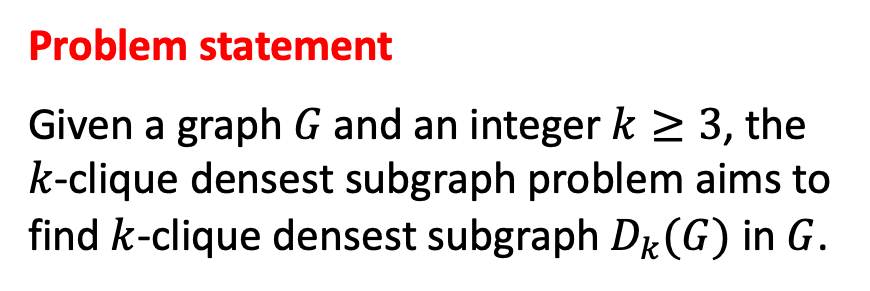 Problem statement
Given a graph G and an integer k ≥ 3, the
k-clique densest subgraph problem aims to
find k-clique densest subgraph Dₖ(G) in G.